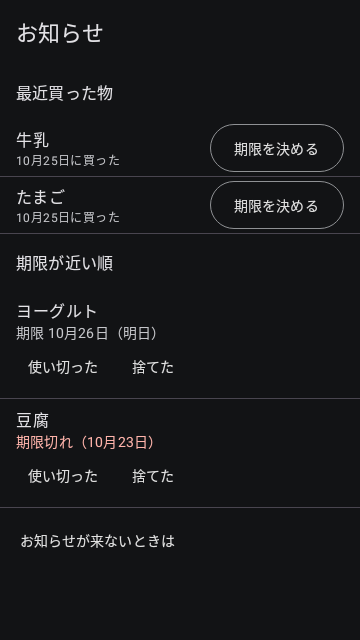 お知らせ
最近買った物
牛乳
10月25日に買った
期限を決める
たまご
10月25日に買った
期限を決める
期限が近い順
ヨーグルト
期限 10月26日（明日）
使い切った 捨てた
豆腐
期限切れ（10月23日）
使い切った 捨てた
お知らせが来ないときは